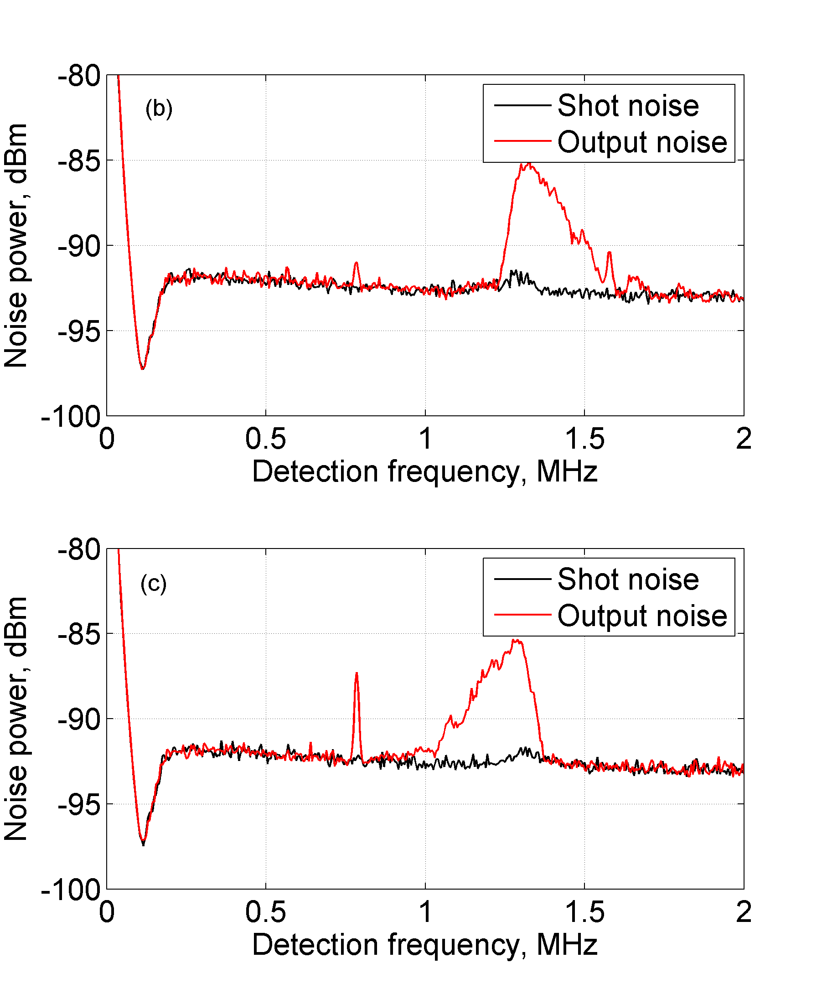 -80
(b)
Shot noise
Output noise
-85
-90
-95
-100
0 0.5 1 1.5 2
Noise power, dBm
Detection frequency, MHz
-80
(c)
Shot noise
Output noise
-85
-90
-95
-100
0 0.5 1 1.5 2
Noise power, dBm
Detection frequency, MHz